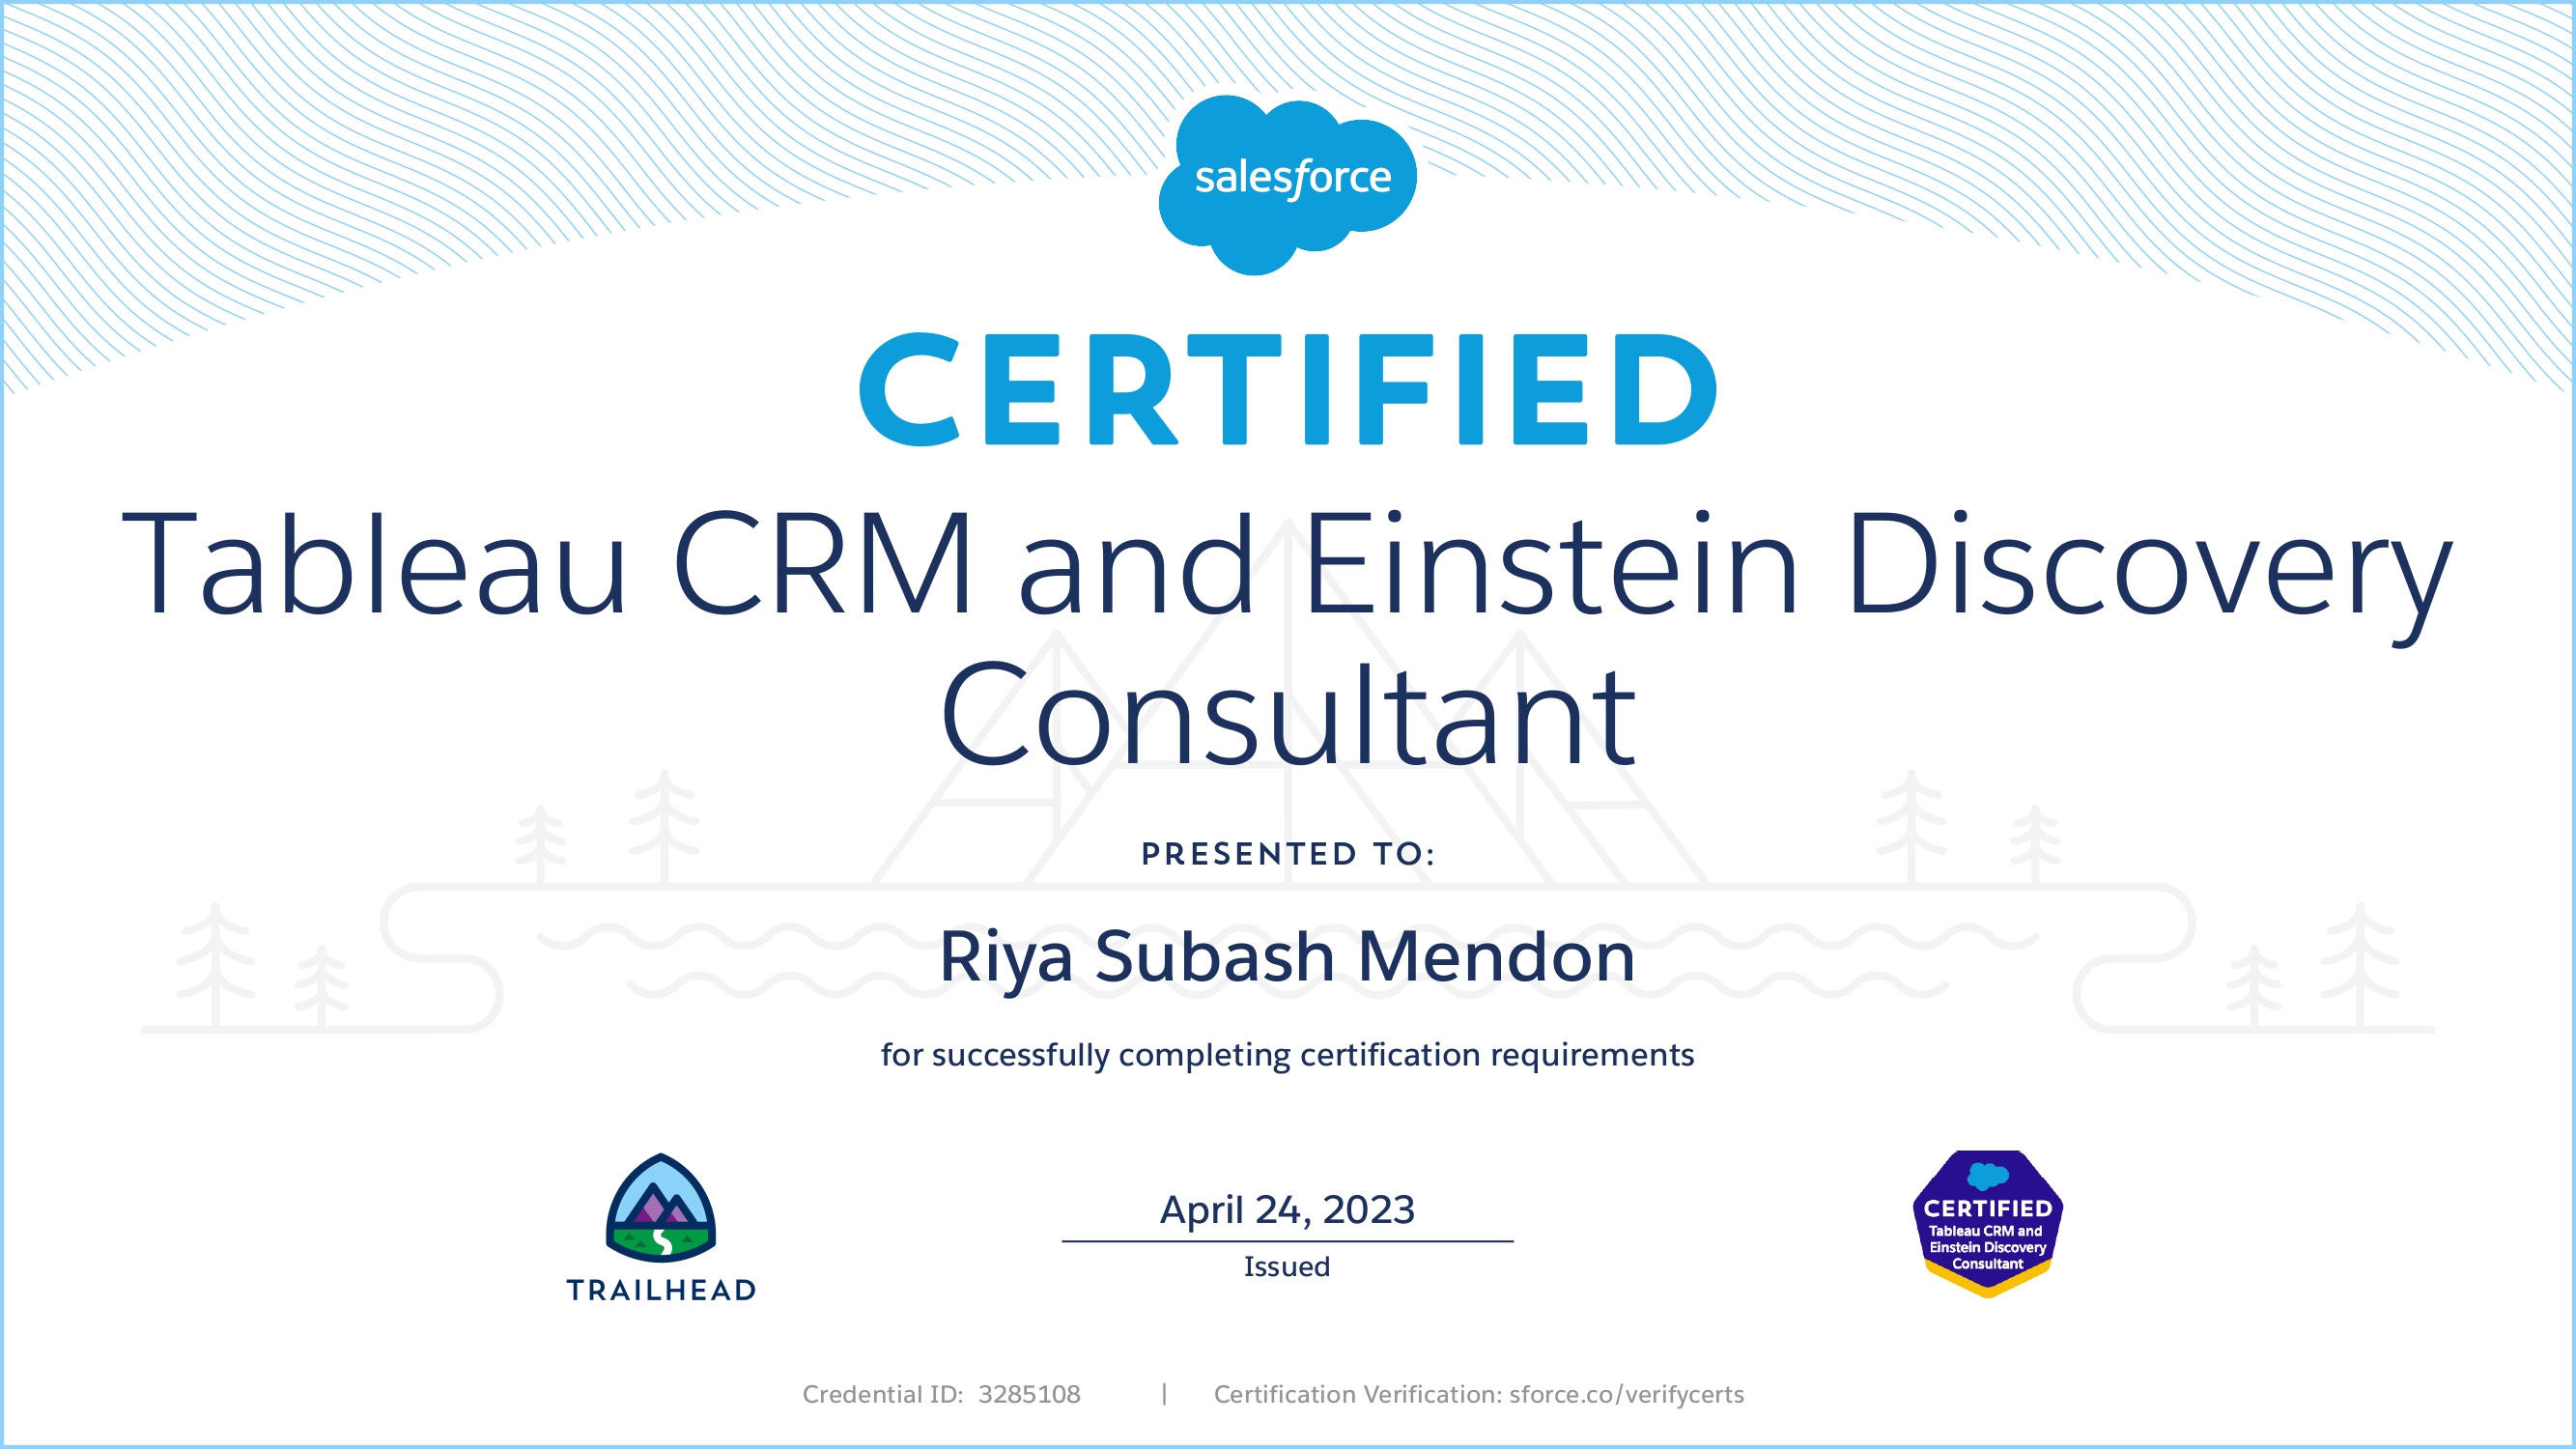 salesforce
CERTIFIED
Tableau CRM and Einstein Discovery
Consultant
PRESENTED TO:
Riya Subash Mendon
for successfully completing certification requirements
TRAILHEAD
April 24, 2023
Issued
CERTIFIED
Tableau CRM and
Einstein Discovery
Consultant
Credential ID: 3285108 | Certification Verification: sforce.co/verifycerts